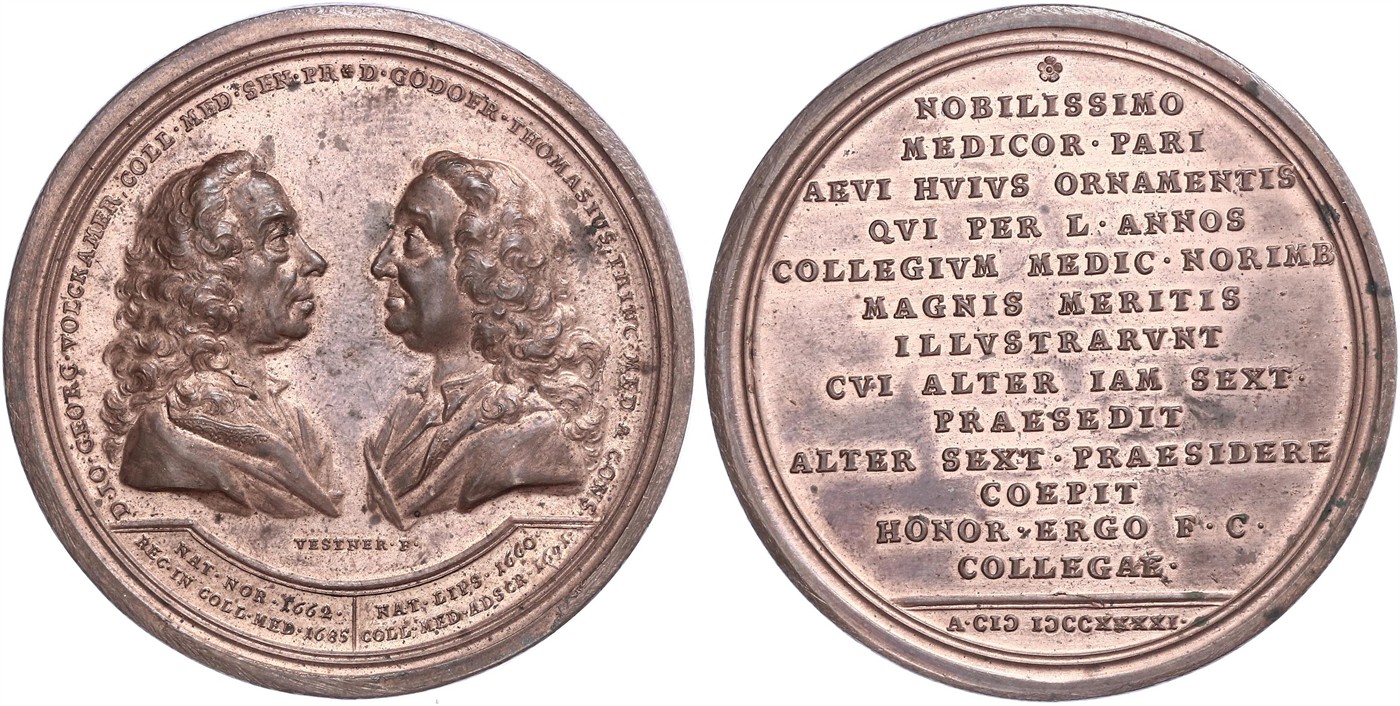 D·JO·GEORG·VOLCKAMER COLL·MED·SEN·PR· D·GODOFR·THOMASIUS·PRINC·MED·&·CONS
VESTNER·F·
NAT·NOR·1662·
REC·IN COLL·MED·1685
NAT·LIPS·1660·
COLL·MED·ADSCR·1691·
NOBILISSIMO
MEDICOR·PARI
AEVI HVIVS ORNAMENTIS
QVI PER L·ANNOS
COLLEGIVM MEDIC·NORIMB
MAGNIS MERITIS
ILLVSTRARVNT
CVI ALTER IAM SEXT·
PRAESEDIT
ALTER SEXT·PRAESIDERE
COEPIT
HONOR·ERGO F·C·
COLLEGAE·
A·CIƆ IƆCCXXXXI·